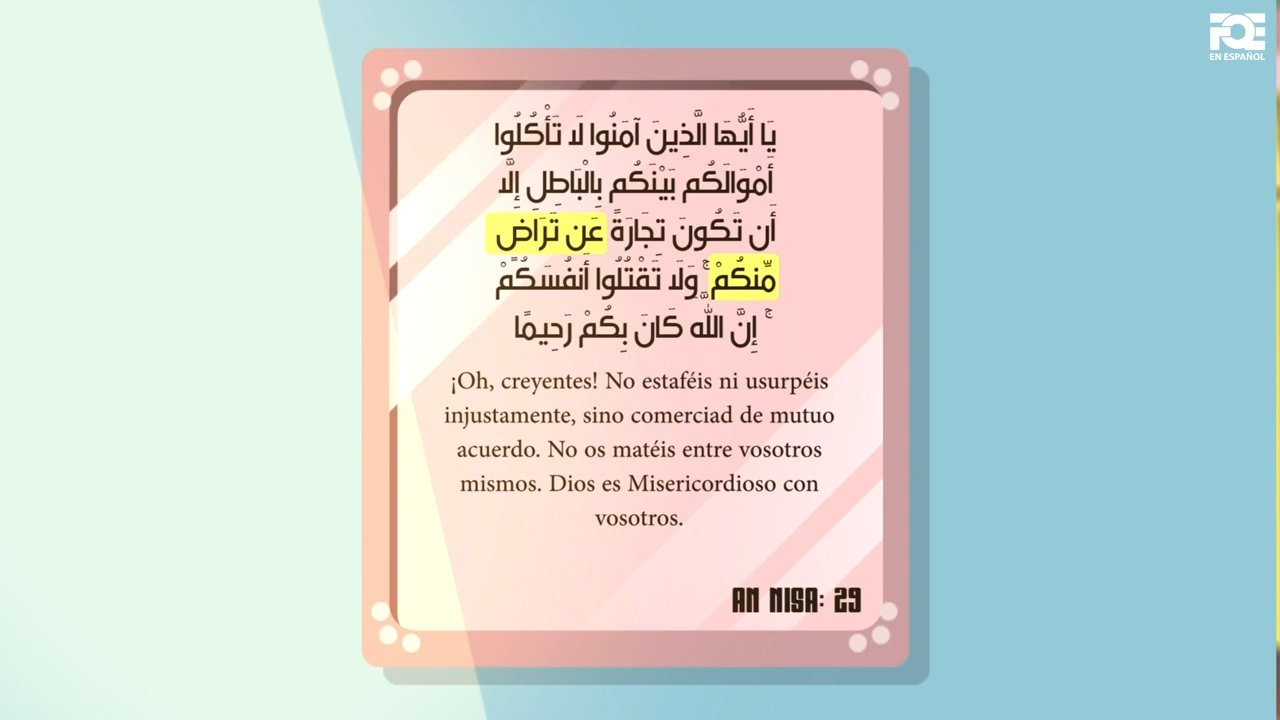 FQE
EN ESPAÑOL
يَا أَيُّهَا الَّذِينَ آمَنُوا لَا تَأْكُلُوا
أَمْوَالَكُم بَيْنَكُم بِالْبَاطِلِ إِلَّا
أَن تَكُونَ تِجَارَةً عَن تَرَاضٍ
مِّنكُمْ ۚ وَلَا تَقْتُلُوا أَنفُسَكُمْ
ۚ إِنَّ اللَّهَ كَانَ بِكُمْ رَحِيمًا
¡Oh, creyentes! No estaféis ni usurpéis
injustamente, sino comerciad de mutuo
acuerdo. No os matéis entre vosotros
mismos. Dios es Misericordioso con
vosotros.
AN NISA: 29